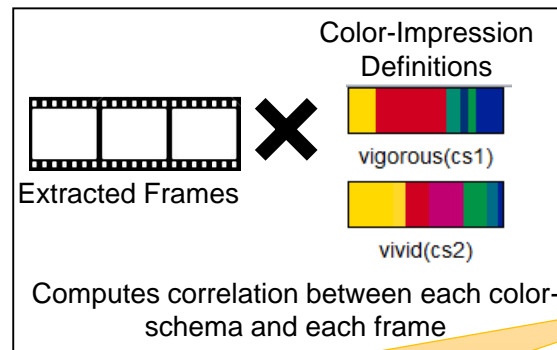 Color-Impression
Definitions
vigorous(cs1)
Extracted Frames
vivid(cs2)
Computes correlation between each color-
schema and each frame